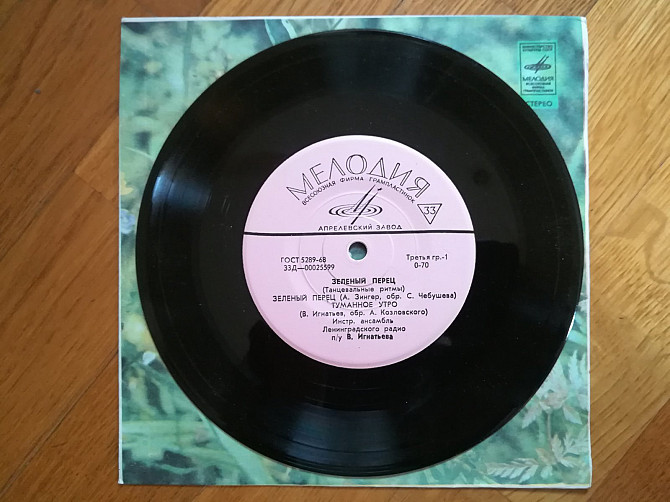 МЕЛОДИЯ
ВСЕСОЮЗНАЯ ФИРМА ГРАМПЛАСТИНОК
33
АПРЕЛЕВСКИЙ ЗАВОД
ГОСТ 5289-68
33Д—00025599
Третья гр.-1
0-70
ЗЕЛЕНЫЙ ПЕРЕЦ
(Танцевальные ритмы)
ЗЕЛЕНЫЙ ПЕРЕЦ (А. Зингер, обр. С. Чебушева)
ТУМАННОЕ УТРО
(В. Игнатьев, обр. А. Козловского)
Инстр. ансамбль
Ленинградского радио
п/у В. Игнатьева
МЕЛОДИЯ
СТЕРЕО